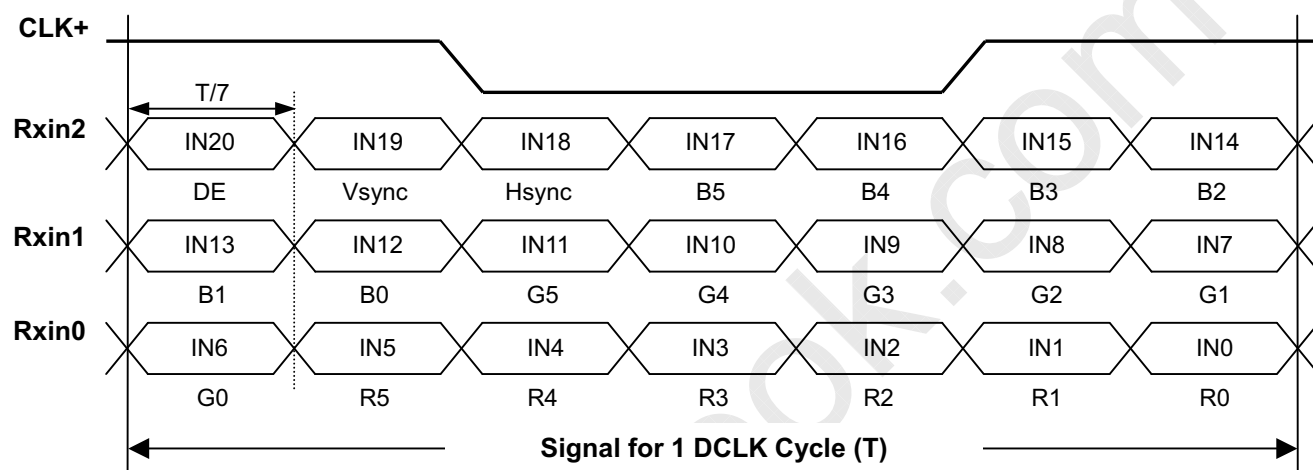 CLK+
T/7
Rxin2 IN20 IN19 IN18 IN17 IN16 IN15 IN14
DE Vsync Hsync B5 B4 B3 B2
Rxin1 IN13 IN12 IN11 IN10 IN9 IN8 IN7
B1 B0 G5 G4 G3 G2 G1
Rxin0 IN6 IN5 IN4 IN3 IN2 IN1 IN0
G0 R5 R4 R3 R2 R1 R0
Signal for 1 DCLK Cycle (T)
ook.com